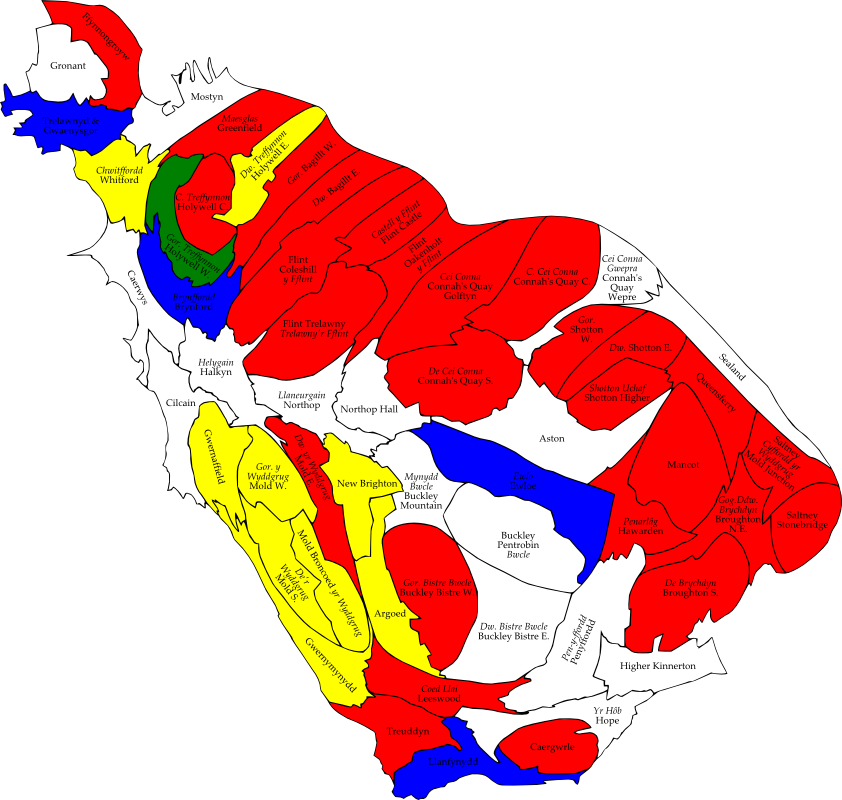 Ffynnongroyw
Gronant
Mostyn
Trelawnyd &
Gwaenysgor
Maesglas
Greenfield
Dw. Treffynnon
Holywell E.
Chwitffordd
Whitford
C. Treffynnon
Holywell C.
Gor. Treffynnon
Holywell W.
Gor. Bagillt W.
Dw. Bagillt E.
Castell y Fflint
Flint Castle
Flint
Oakenholt
y Fflint
Flint
Coleshill
y Fflint
Cei Conna
Connah's Quay
Golftyn
C. Cei Conna
Connah's Quay C.
Cei Conna
Gwepra
Connah's
Quay
Wepre
Caerwys
Brynffordd
Brynford
Flint Trelawny
Trelawny'r Fflint
Gor.
Shotton
W.
Dw. Shotton E.
Sealand
Helygain
Halkyn
De Cei Conna
Connah's Quay S.
Shotton Uchaf
Shotton Higher
Queensferry
Cilcain
Llaneurgain
Northop
Northop Hall
Aston
Gwernaffield
Gor. y
Wyddgrug
Mold W.
Dw. yr Wyddgrug
Mold E.
New Brighton
Mynydd
Bwcle
Buckley
Mountain
Ewlo
Mancot
Saltney
Cyffordd yr
Wyddgrug
Mold Junction
Penarlâg
Hawarden
Gog. Ddw.
Brychdyn
Broughton
N.E.
Saltney
Stonebridge
Buckley
Pentrobin
Bwcle
Mold Broncoed yr Wyddgrug
De'r
Wyddgrug
Mold S.
Gor. Bistre Bwcle
Buckley Bistre W.
De Brychdyn
Broughton S.
Argoed
Dw. Bistre Bwcle
Buckley Bistre E.
Pen-y-ffordd
Penyffordd
Gwernymynydd
Higher Kinnerton
Coed Llai
Leeswood
Yr Hôb
Hope
Treuddyn
Caergwrle
Llanfynydd